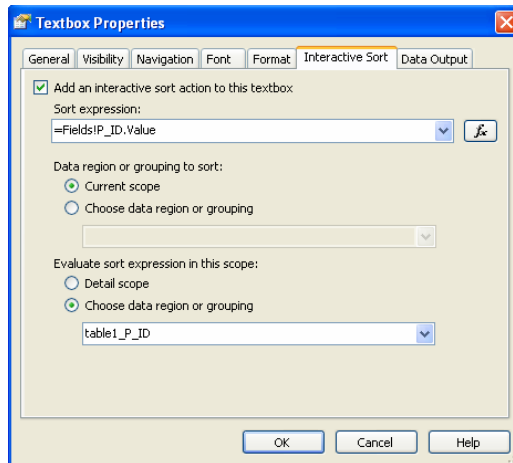 Textbox Properties
General Visibility Navigation Font Format Interactive Sort Data Output
Add an interactive sort action to this textbox
Sort expression:
=Fields!P_ID.Value
fx
Data region or grouping to sort:
Current scope
Choose data region or grouping
Evaluate sort expression in this scope:
Detail scope
Choose data region or grouping
table1_P_ID
OK Cancel Help